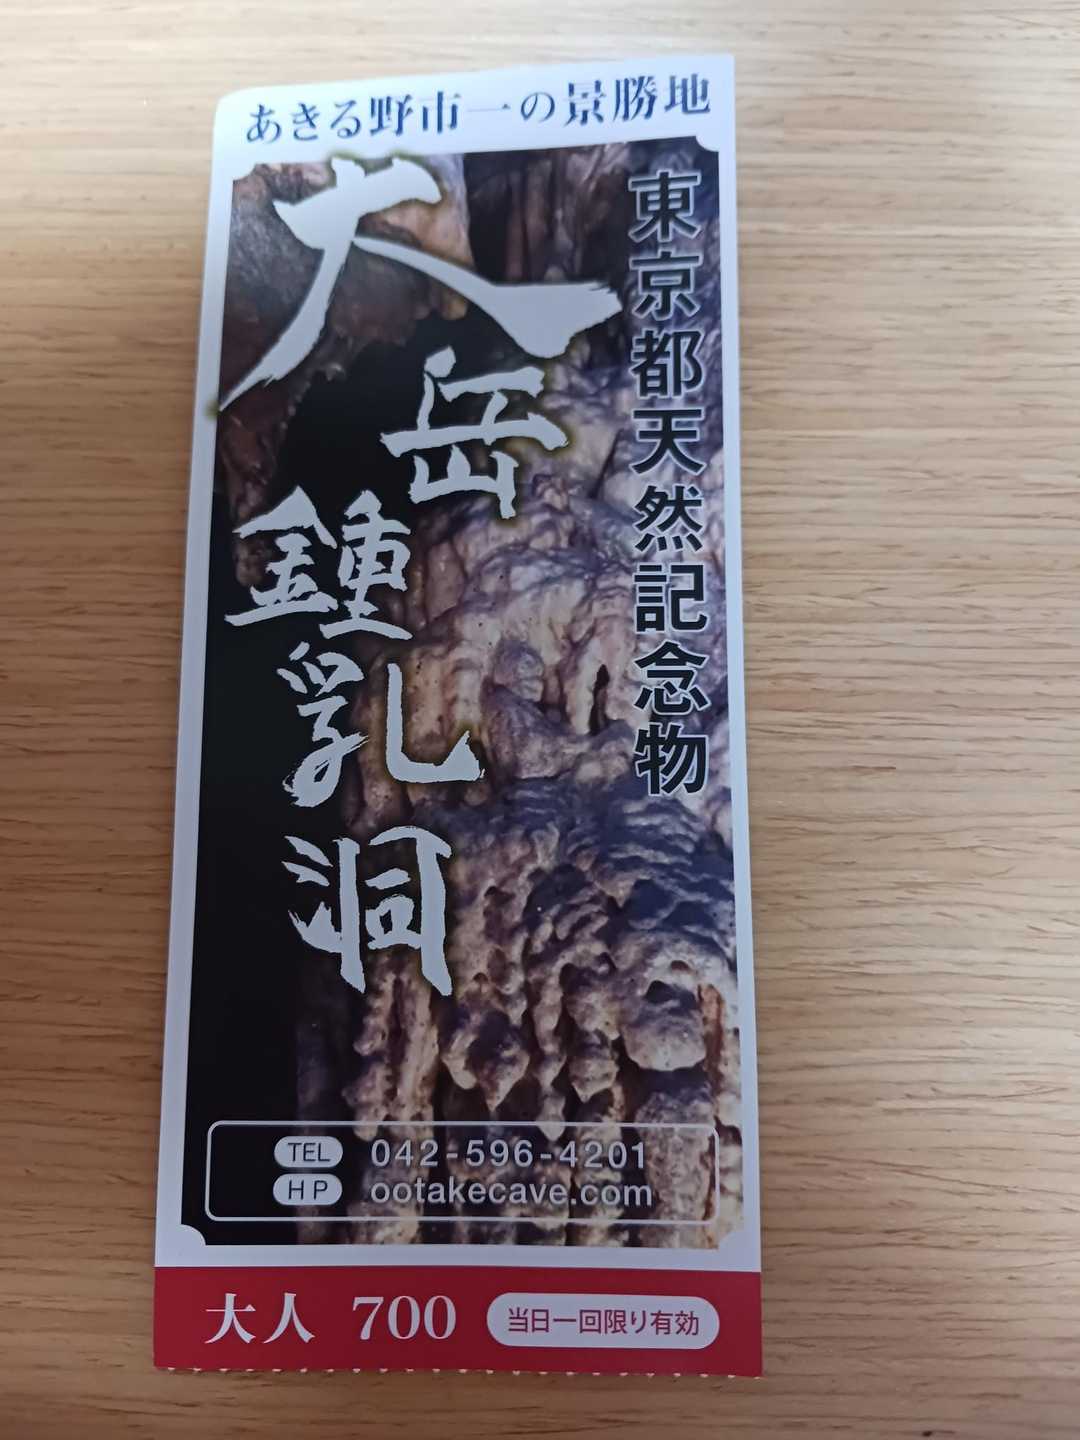 あきる野市一の景勝地
東京都天然記念物
大岳鍾乳洞
TEL 042-596-4201
HP ootakecave.com
大人 700 当日一回限り有効